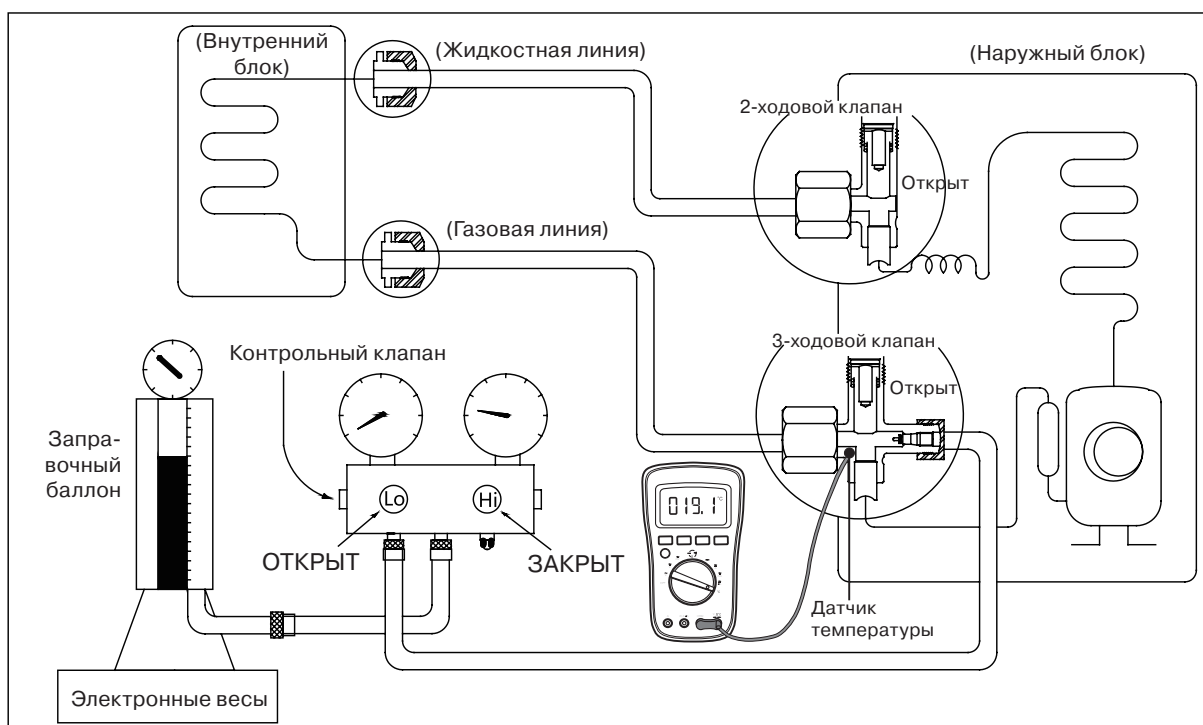 (Внутренний
блок)
(Жидкостная линия)
(Наружный блок)
2-ходовой клапан
Открыт
(Газовая линия)
3-ходовой клапан
Открыт
Контрольный клапан
Запра-
вочный
баллон
Lo
Hi
ОТКРЫТ
ЗАКРЫТ
019.1 °C
Датчик
температуры
Электронные весы